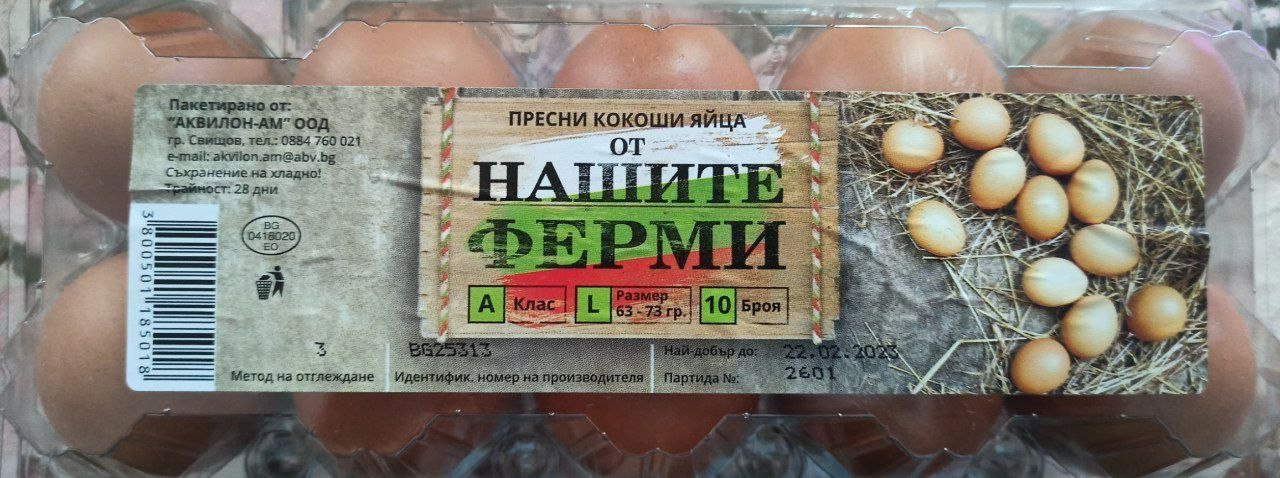 Пакетирано от:
"АКВИЛОН-АМ" ООД
гр. Свищов, тел.: 0884 760 021
e-mail: akvilon.am@abv.bg
Съхранение на хладно!
Трайност: 28 дни
3800501185018
BG
0418020
EO
ПРЕСНИ КОКОШИ ЯЙЦА
ОТ
НАШИТЕ
ФЕРМИ
A Клас
L Размер 63 - 73 гр.
10 Броя
3
Метод на отглеждане
BG25313
Идентифик. номер на производителя
Най-добър до: 22.02.2023
Партида №: 2601